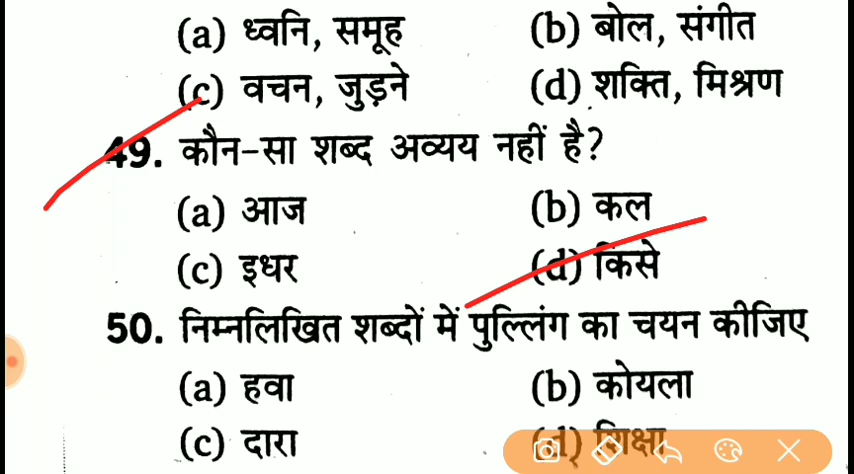 (a) ध्वनि, समूह (b) बोल, संगीत
(c) वचन, जुड़ने (d) शक्ति, मिश्रण
49. कौन-सा शब्द अव्यय नहीं है?
(a) आज (b) कल
(c) इधर (d) किसे
50. निम्नलिखित शब्दों में पुल्लिंग का चयन कीजिए
(a) हवा (b) कोयला
(c) दारा (d) शिक्षा